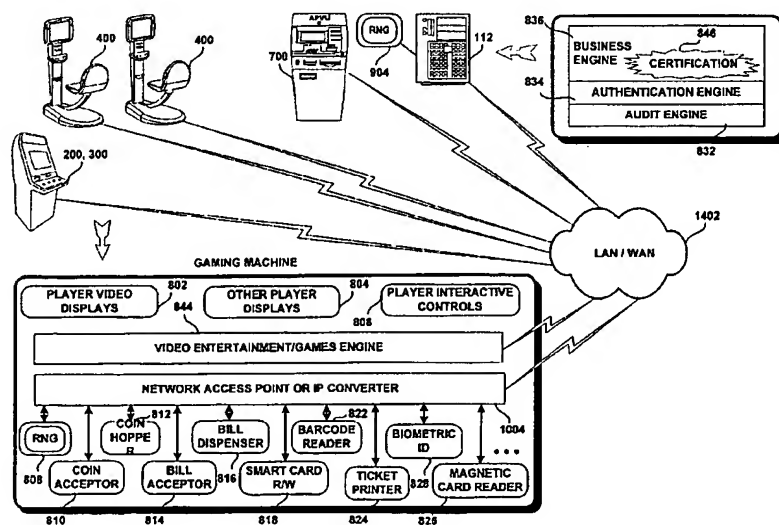 836
846
BUSINESS
ENGINE
CERTIFICATION
834
AUTHENTICATION ENGINE
AUDIT ENGINE
832
400
400
700
RNG
904
112
200, 300
LAN / WAN
1402
GAMING MACHINE
PLAYER VIDEO
DISPLAYS
802
OTHER PLAYER
DISPLAYS
804
PLAYER INTERACTIVE
CONTROLS
808
844
VIDEO ENTERTAINMENT/GAMES ENGINE
NETWORK ACCESS POINT OR IP CONVERTER
1004
RNG
808
COIN
HOPPE
R
812
BILL
DISPENSER
816
BARCODE
READER
822
BIOMETRIC
ID
828
COIN
ACCEPTOR
810
BILL
ACCEPTOR
814
SMART CARD
R/W
818
TICKET
PRINTER
824
MAGNETIC
CARD READER
826